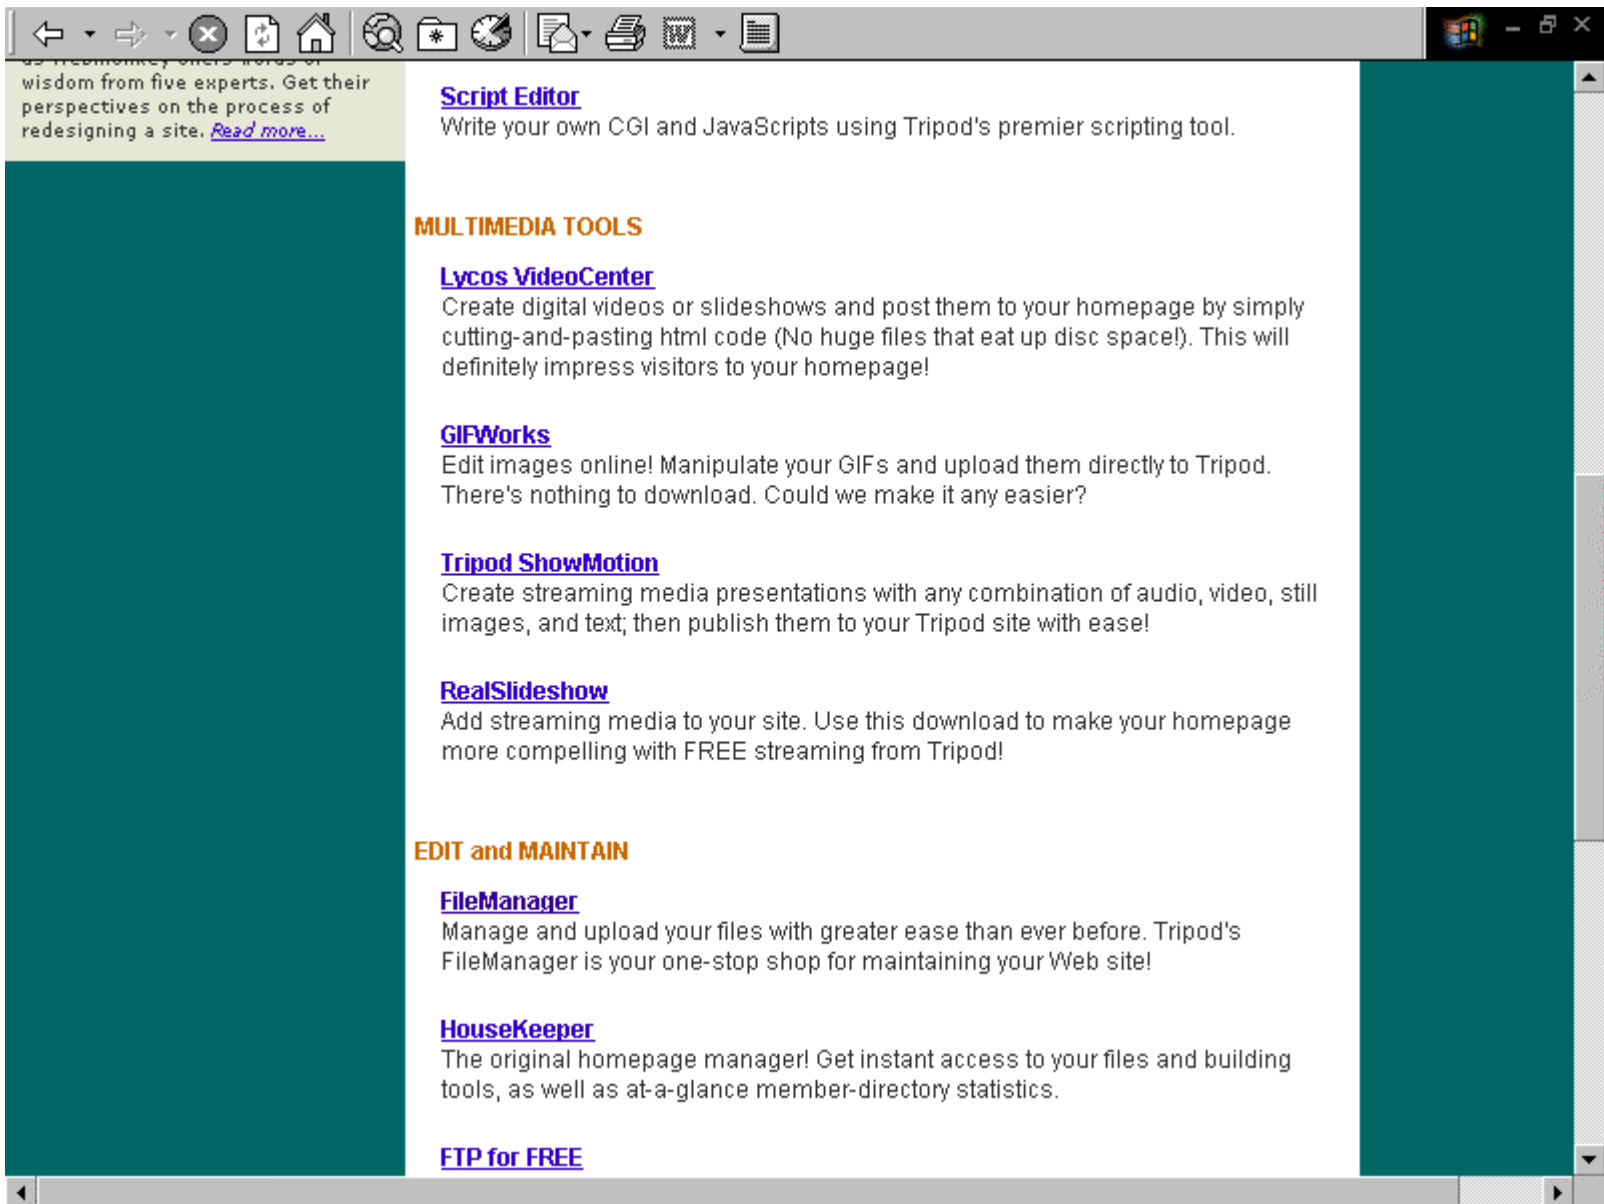 wisdom from five experts. Get their
perspectives on the process of
redesigning a site. Read more...
Script Editor
Write your own CGI and JavaScripts using Tripod's premier scripting tool.
MULTIMEDIA TOOLS
Lycos VideoCenter
Create digital videos or slideshows and post them to your homepage by simply
cutting-and-pasting html code (No huge files that eat up disc space!). This will
definitely impress visitors to your homepage!
GIFWorks
Edit images online! Manipulate your GIFs and upload them directly to Tripod.
There's nothing to download. Could we make it any easier?
Tripod ShowMotion
Create streaming media presentations with any combination of audio, video, still
images, and text; then publish them to your Tripod site with ease!
RealSlideshow
Add streaming media to your site. Use this download to make your homepage
more compelling with FREE streaming from Tripod!
EDIT and MAINTAIN
FileManager
Manage and upload your files with greater ease than ever before. Tripod's
FileManager is your one-stop shop for maintaining your Web site!
HouseKeeper
The original homepage manager! Get instant access to your files and building
tools, as well as at-a-glance member-directory statistics.
FTP for FREE